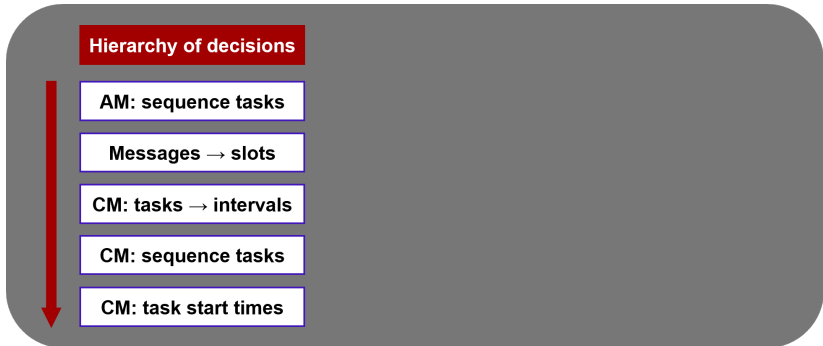 Hierarchy of decisions
AM: sequence tasks
Messages → slots
CM: tasks → intervals
CM: sequence tasks
CM: task start times